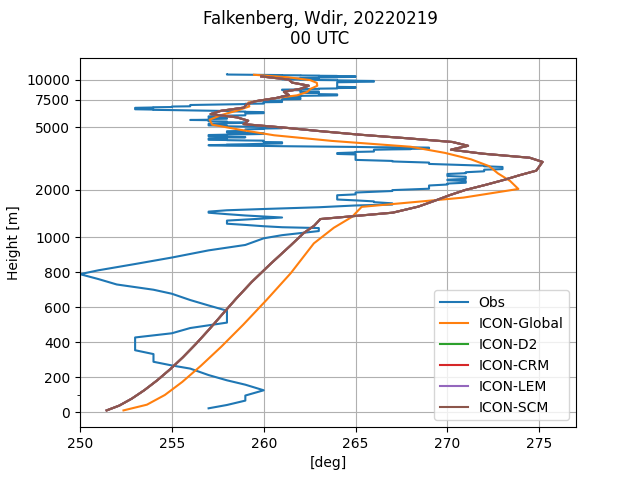 Falkenberg, Wdir, 20220219
00 UTC
Height [m]
10000
7500
5000
2000
1000
800
600
400
200
0
250
255
260
265
270
275
[deg]
Obs
ICON-Global
ICON-D2
ICON-CRM
ICON-LEM
ICON-SCM